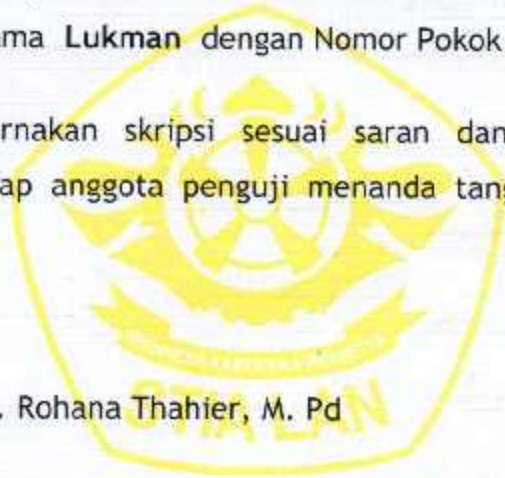 ma Lukman dengan Nomor Pokok
rnakan skripsi sesuai saran dan
ap anggota penguji menanda tang
. Rohana Thahier, M. Pd
STIA LAN